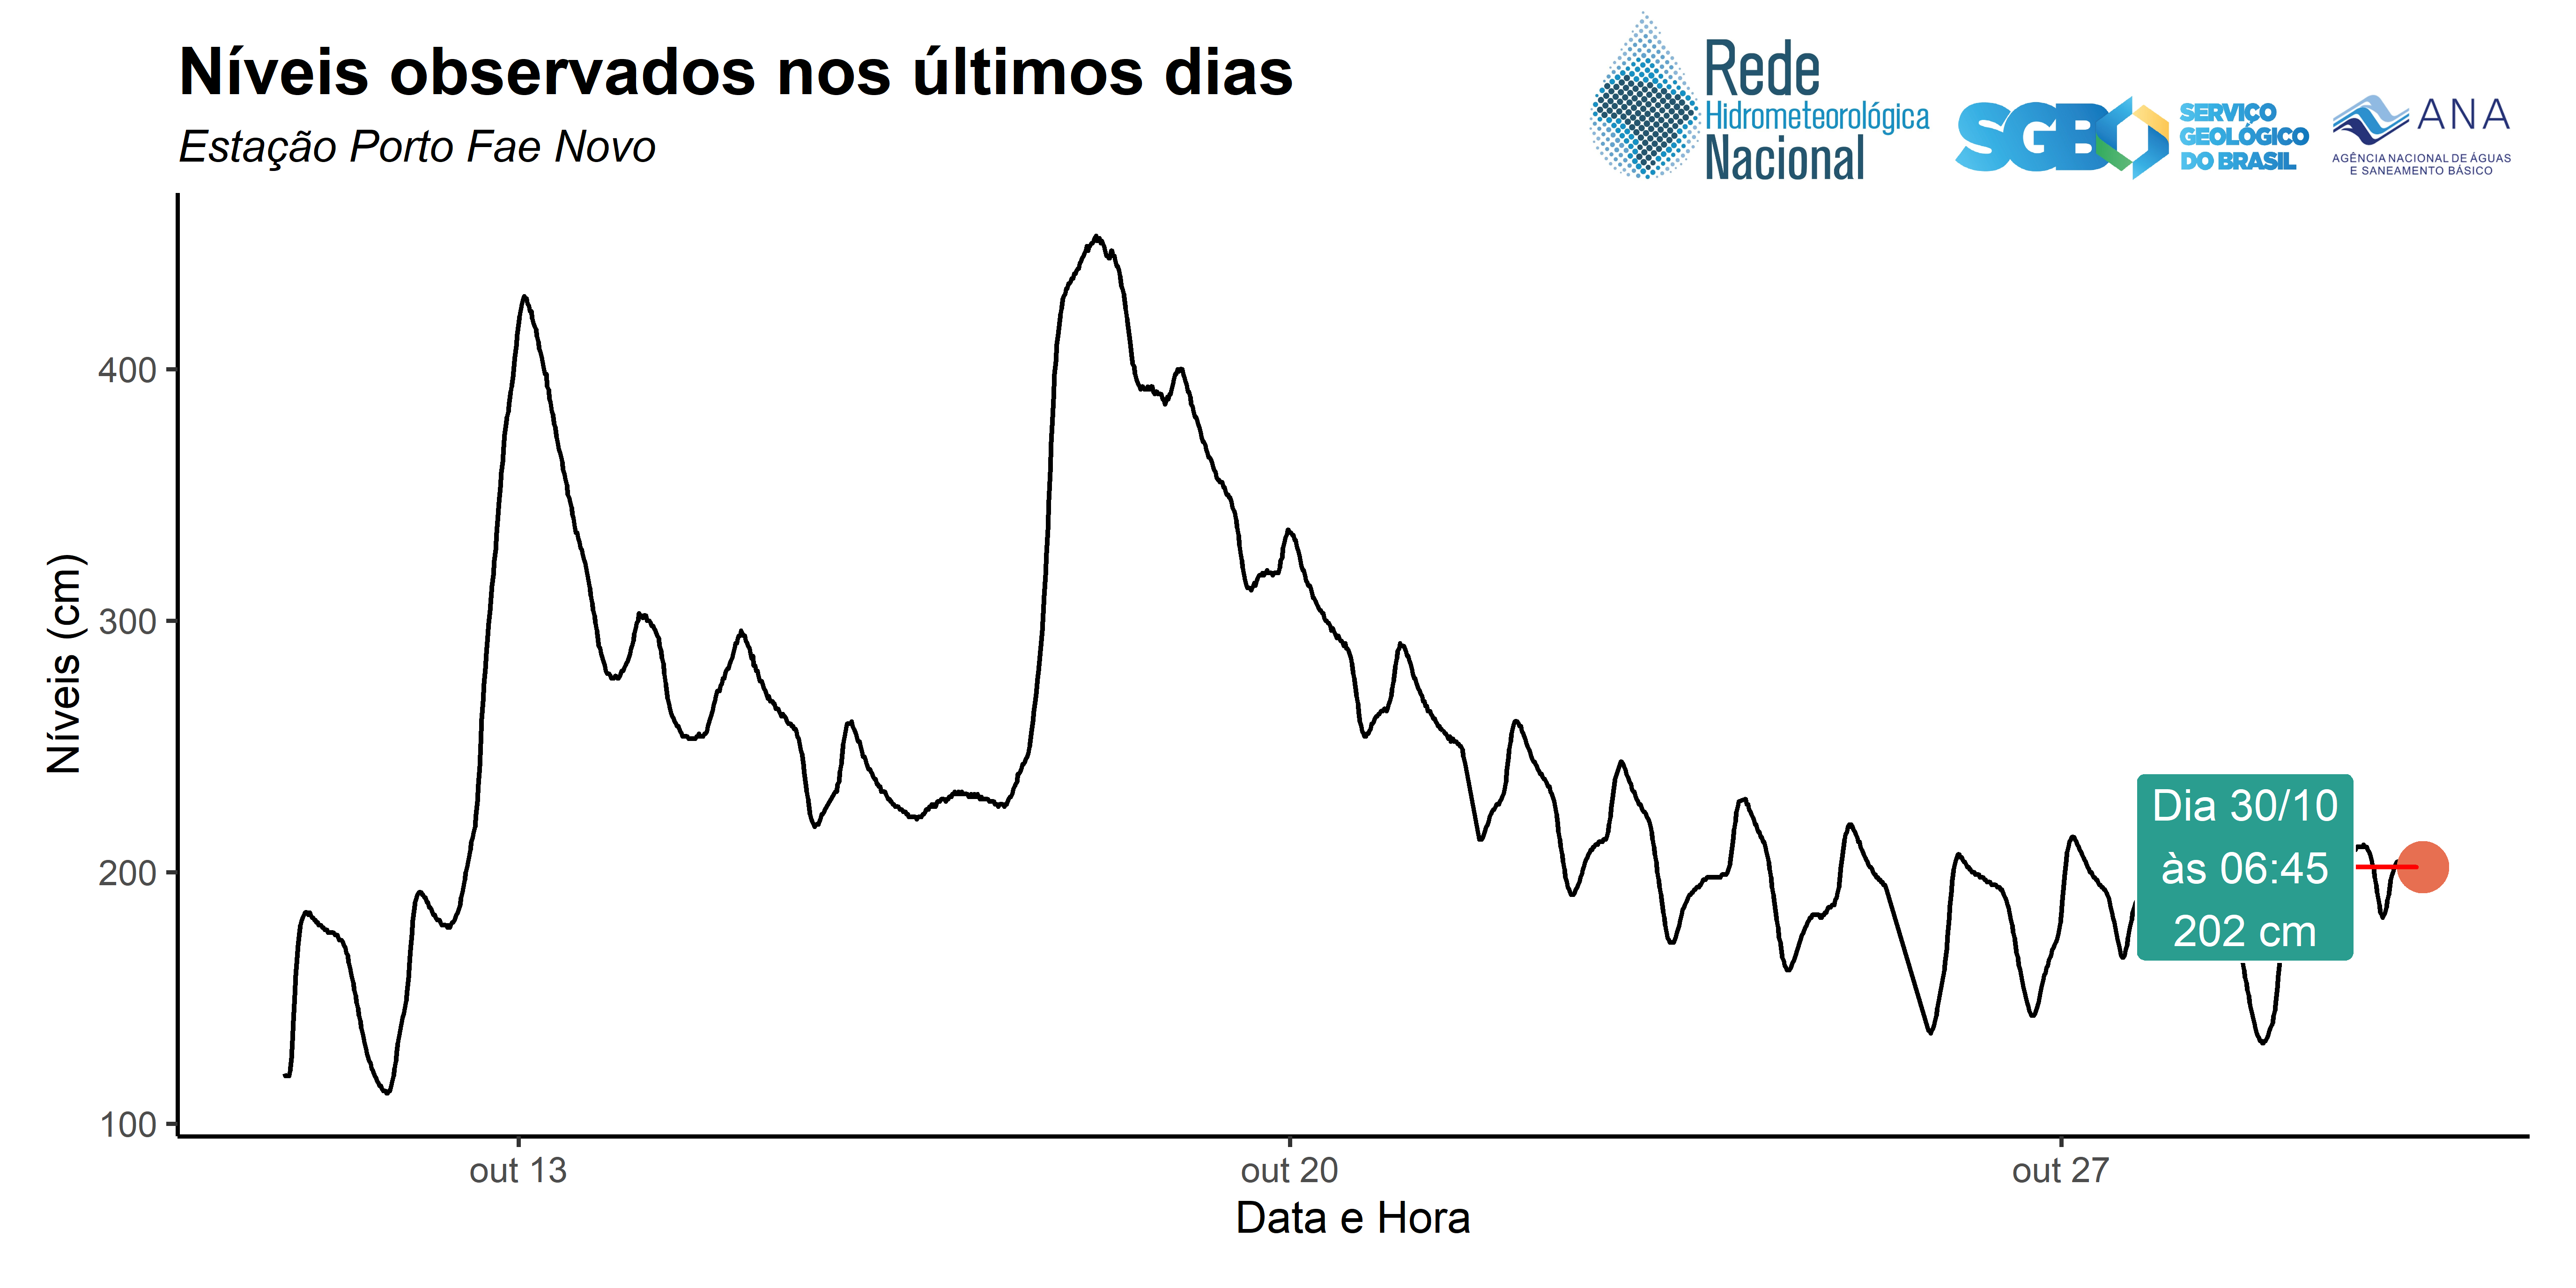 Níveis observados nos últimos dias
Estação Porto Fae Novo
Rede
Hidrometeorológica
Nacional
SGB
SERVIÇO
GEOLÓGICO
DO BRASIL
ANA
AGÊNCIA NACIONAL DE ÁGUAS
E SANEAMENTO BÁSICO
Níveis (cm)
400
300
200
100
Dia 30/10
às 06:45
202 cm
out 13
out 20
out 27
Data e Hora